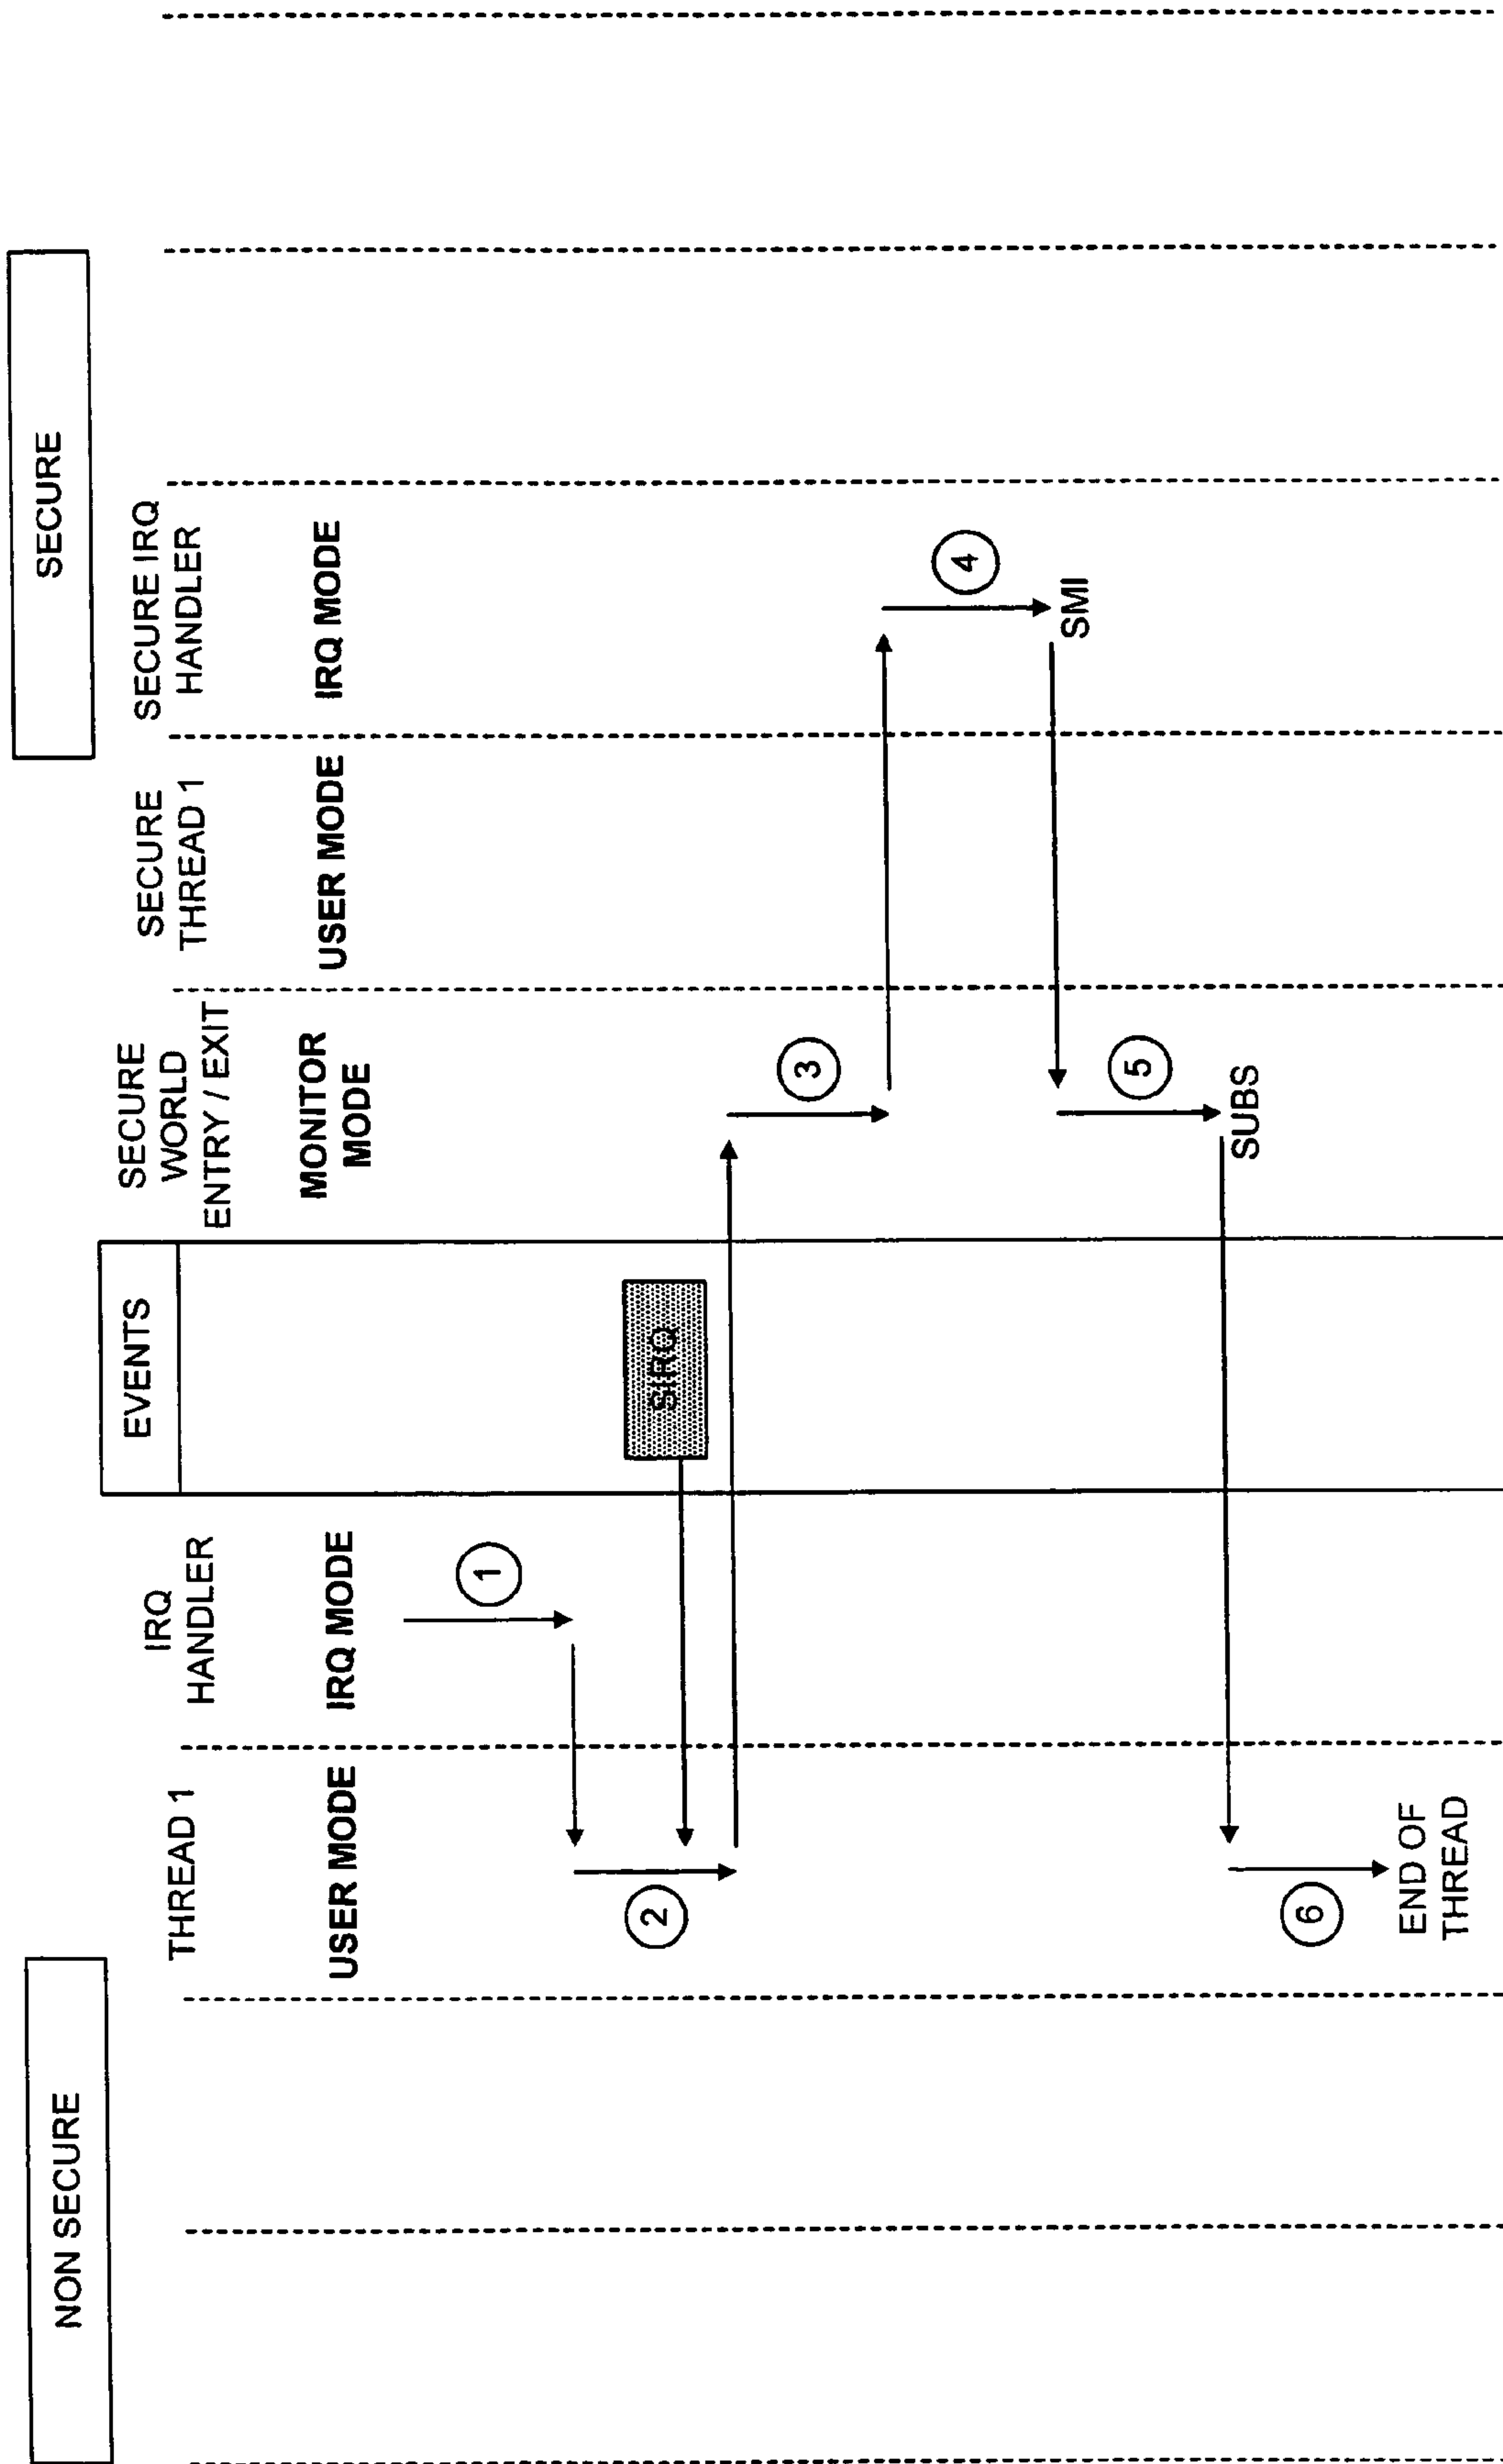 NON SECURE
SECURE
THREAD 1
USER MODE
IRQ
HANDLER
IRQ MODE
EVENTS
SECURE
WORLD
ENTRY / EXIT
MONITOR
MODE
SECURE
THREAD 1
USER MODE
SECURE IRQ
HANDLER
IRQ MODE
1
2
SIRQ
3
4
SMI
5
SUBS
6
END OF
THREAD